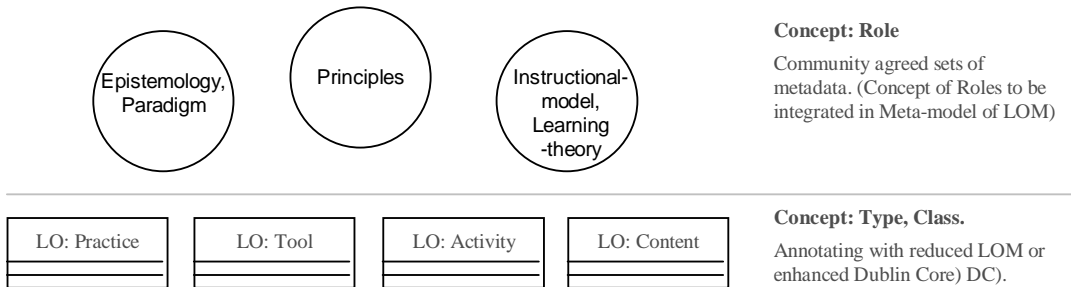 Epistemology,
Paradigm
Principles
Instructional-
model,
Learning
-theory
Concept: Role
Community agreed sets of
metadata. (Concept of Roles to be
integrated in Meta-model of LOM)
LO: Practice
LO: Tool
LO: Activity
LO: Content
Concept: Type, Class.
Annotating with reduced LOM or
enhanced Dublin Core) DC).